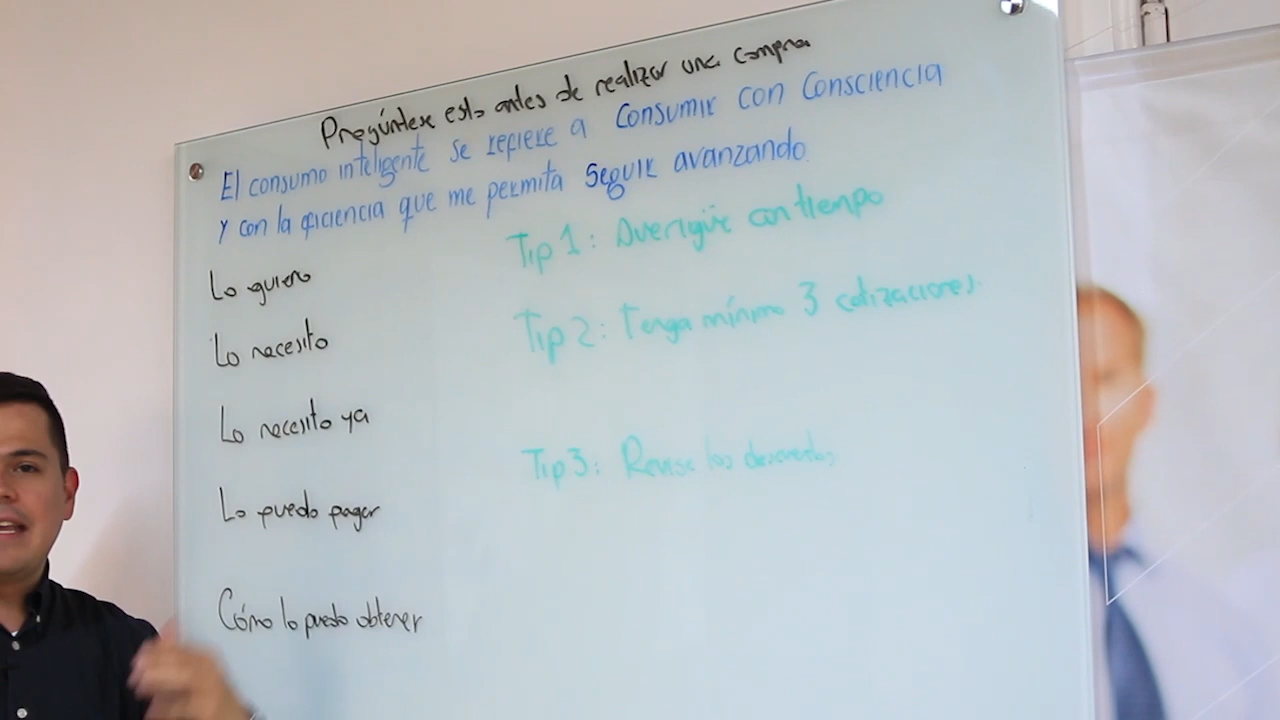 Pregúntese esto antes de realizar una compra
El consumo inteligente se refiere a Consumir con Consciencia
y con la eficiencia que me permita seguir avanzando.
Tip 1: Averigüe con tiempo
Lo quiero
Tip 2: Tenga mínimo 3 cotizaciones.
Lo necesito
Lo necesito ya
Tip 3: Revise los descuentos
Lo puedo pagar
Cómo lo puedo obtener